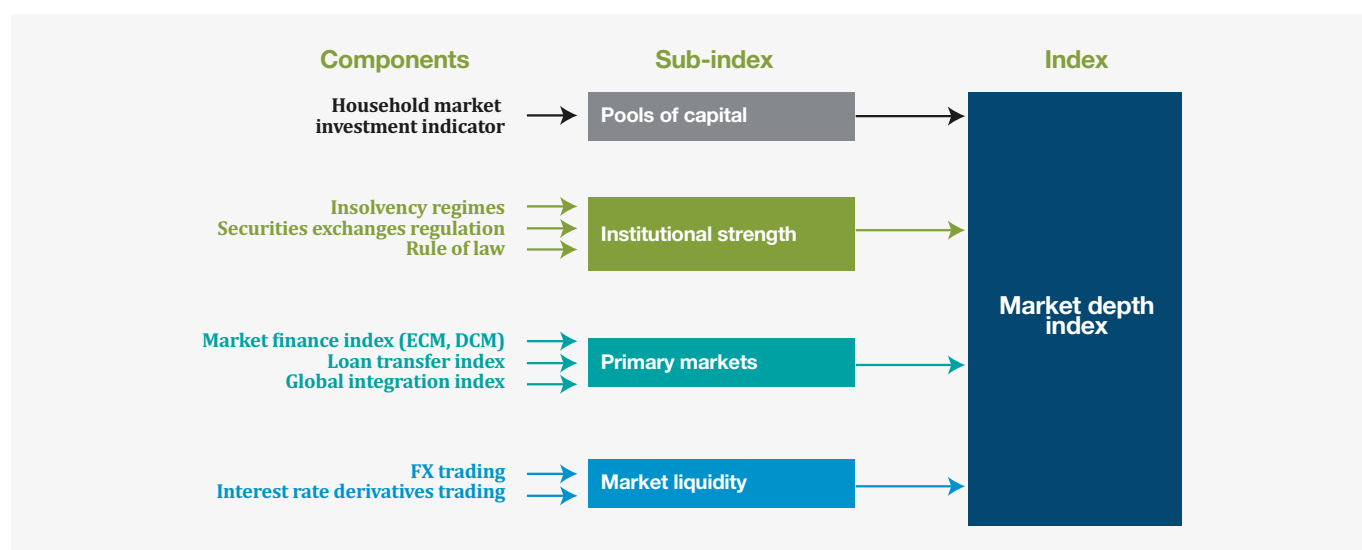 Components
Sub-index
Index
Household market
investment indicator
Pools of capital
Insolvency regimes
Securities exchanges regulation
Rule of law
Institutional strength
Market finance index (ECM, DCM)
Loan transfer index
Global integration index
Primary markets
FX trading
Interest rate derivatives trading
Market liquidity
Market depth
index